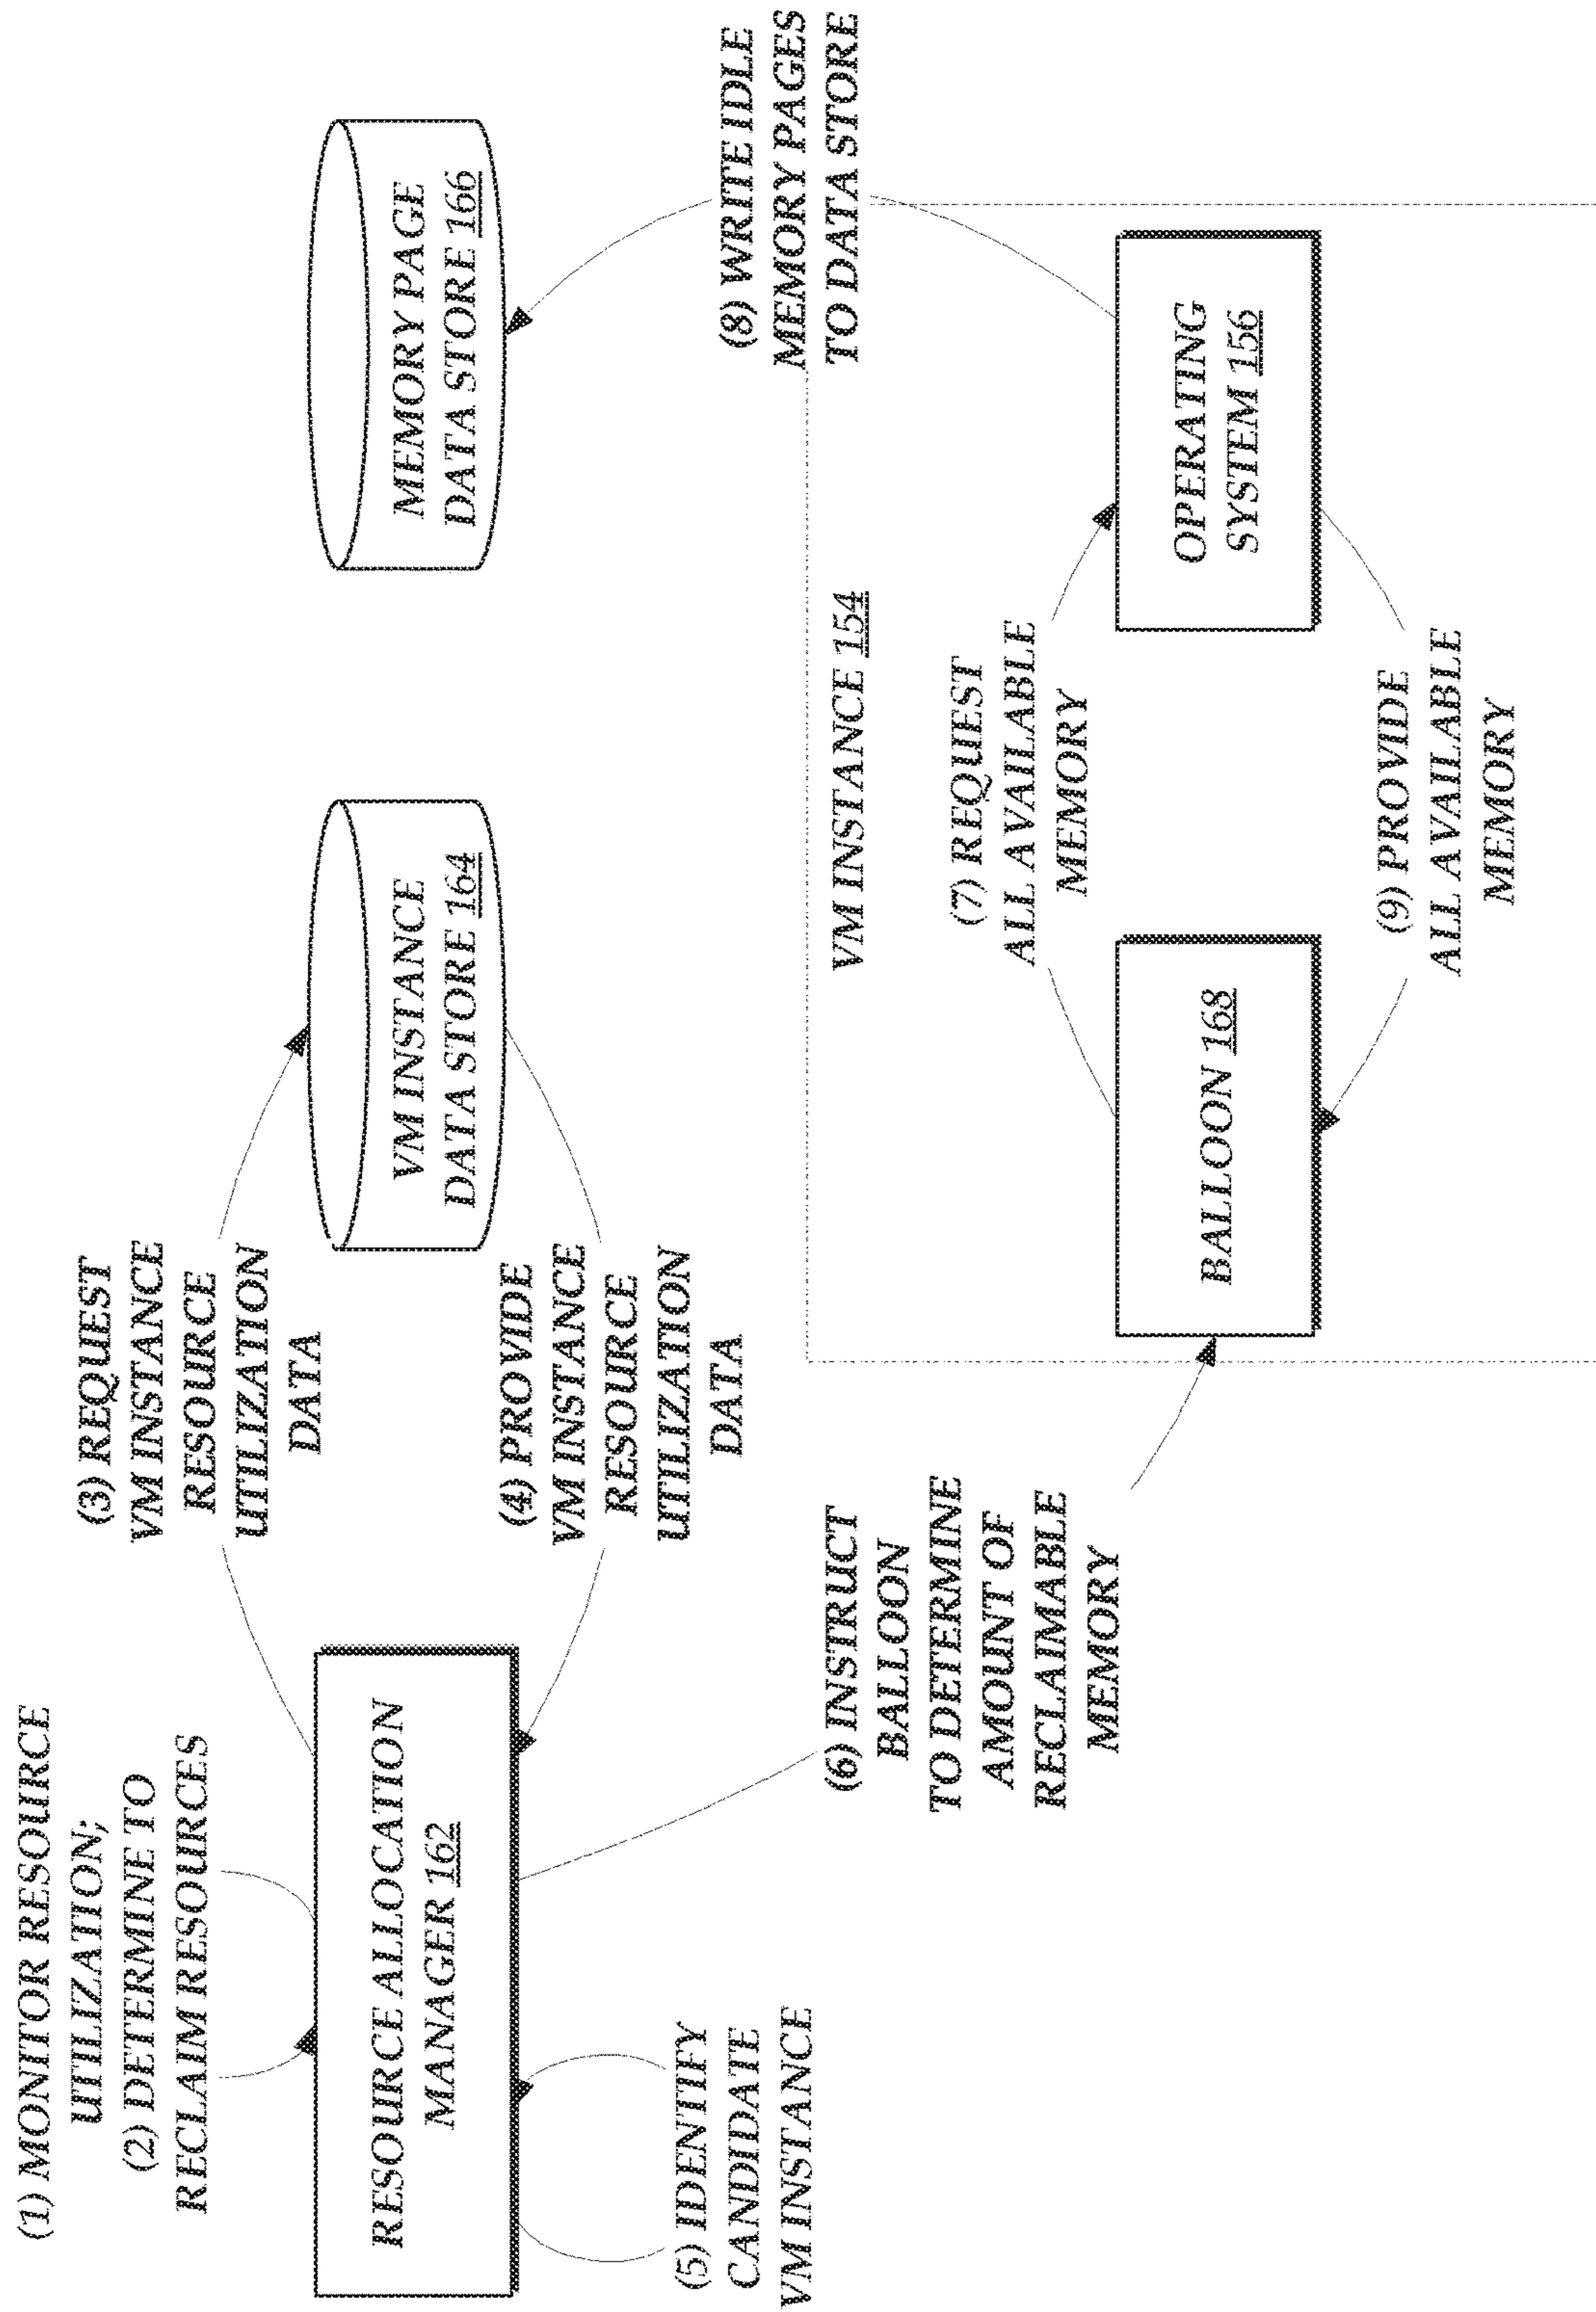 (1) MONITOR RESOURCE
UTILIZATION;
(2) DETERMINE TO
RECLAIM RESOURCES
RESOURCE ALLOCATION
MANAGER 162
(3) REQUEST
VM INSTANCE
RESOURCE
UTILIZATION
DATA
VM INSTANCE
DATA STORE 164
(4) PROVIDE
VM INSTANCE
RESOURCE
UTILIZATION
DATA
MEMORY PAGE
DATA STORE 166
(5) IDENTIFY
CANDIDATE
VM INSTANCE
(6) INSTRUCT
BALLOON
TO DETERMINE
AMOUNT OF
RECLAIMABLE
MEMORY
VM INSTANCE 154
(7) REQUEST
ALL AVAILABLE
MEMORY
BALLOON 168
OPERATING
SYSTEM 156
(8) WRITE IDLE
MEMORY PAGES
TO DATA STORE
(9) PROVIDE
ALL AVAILABLE
MEMORY